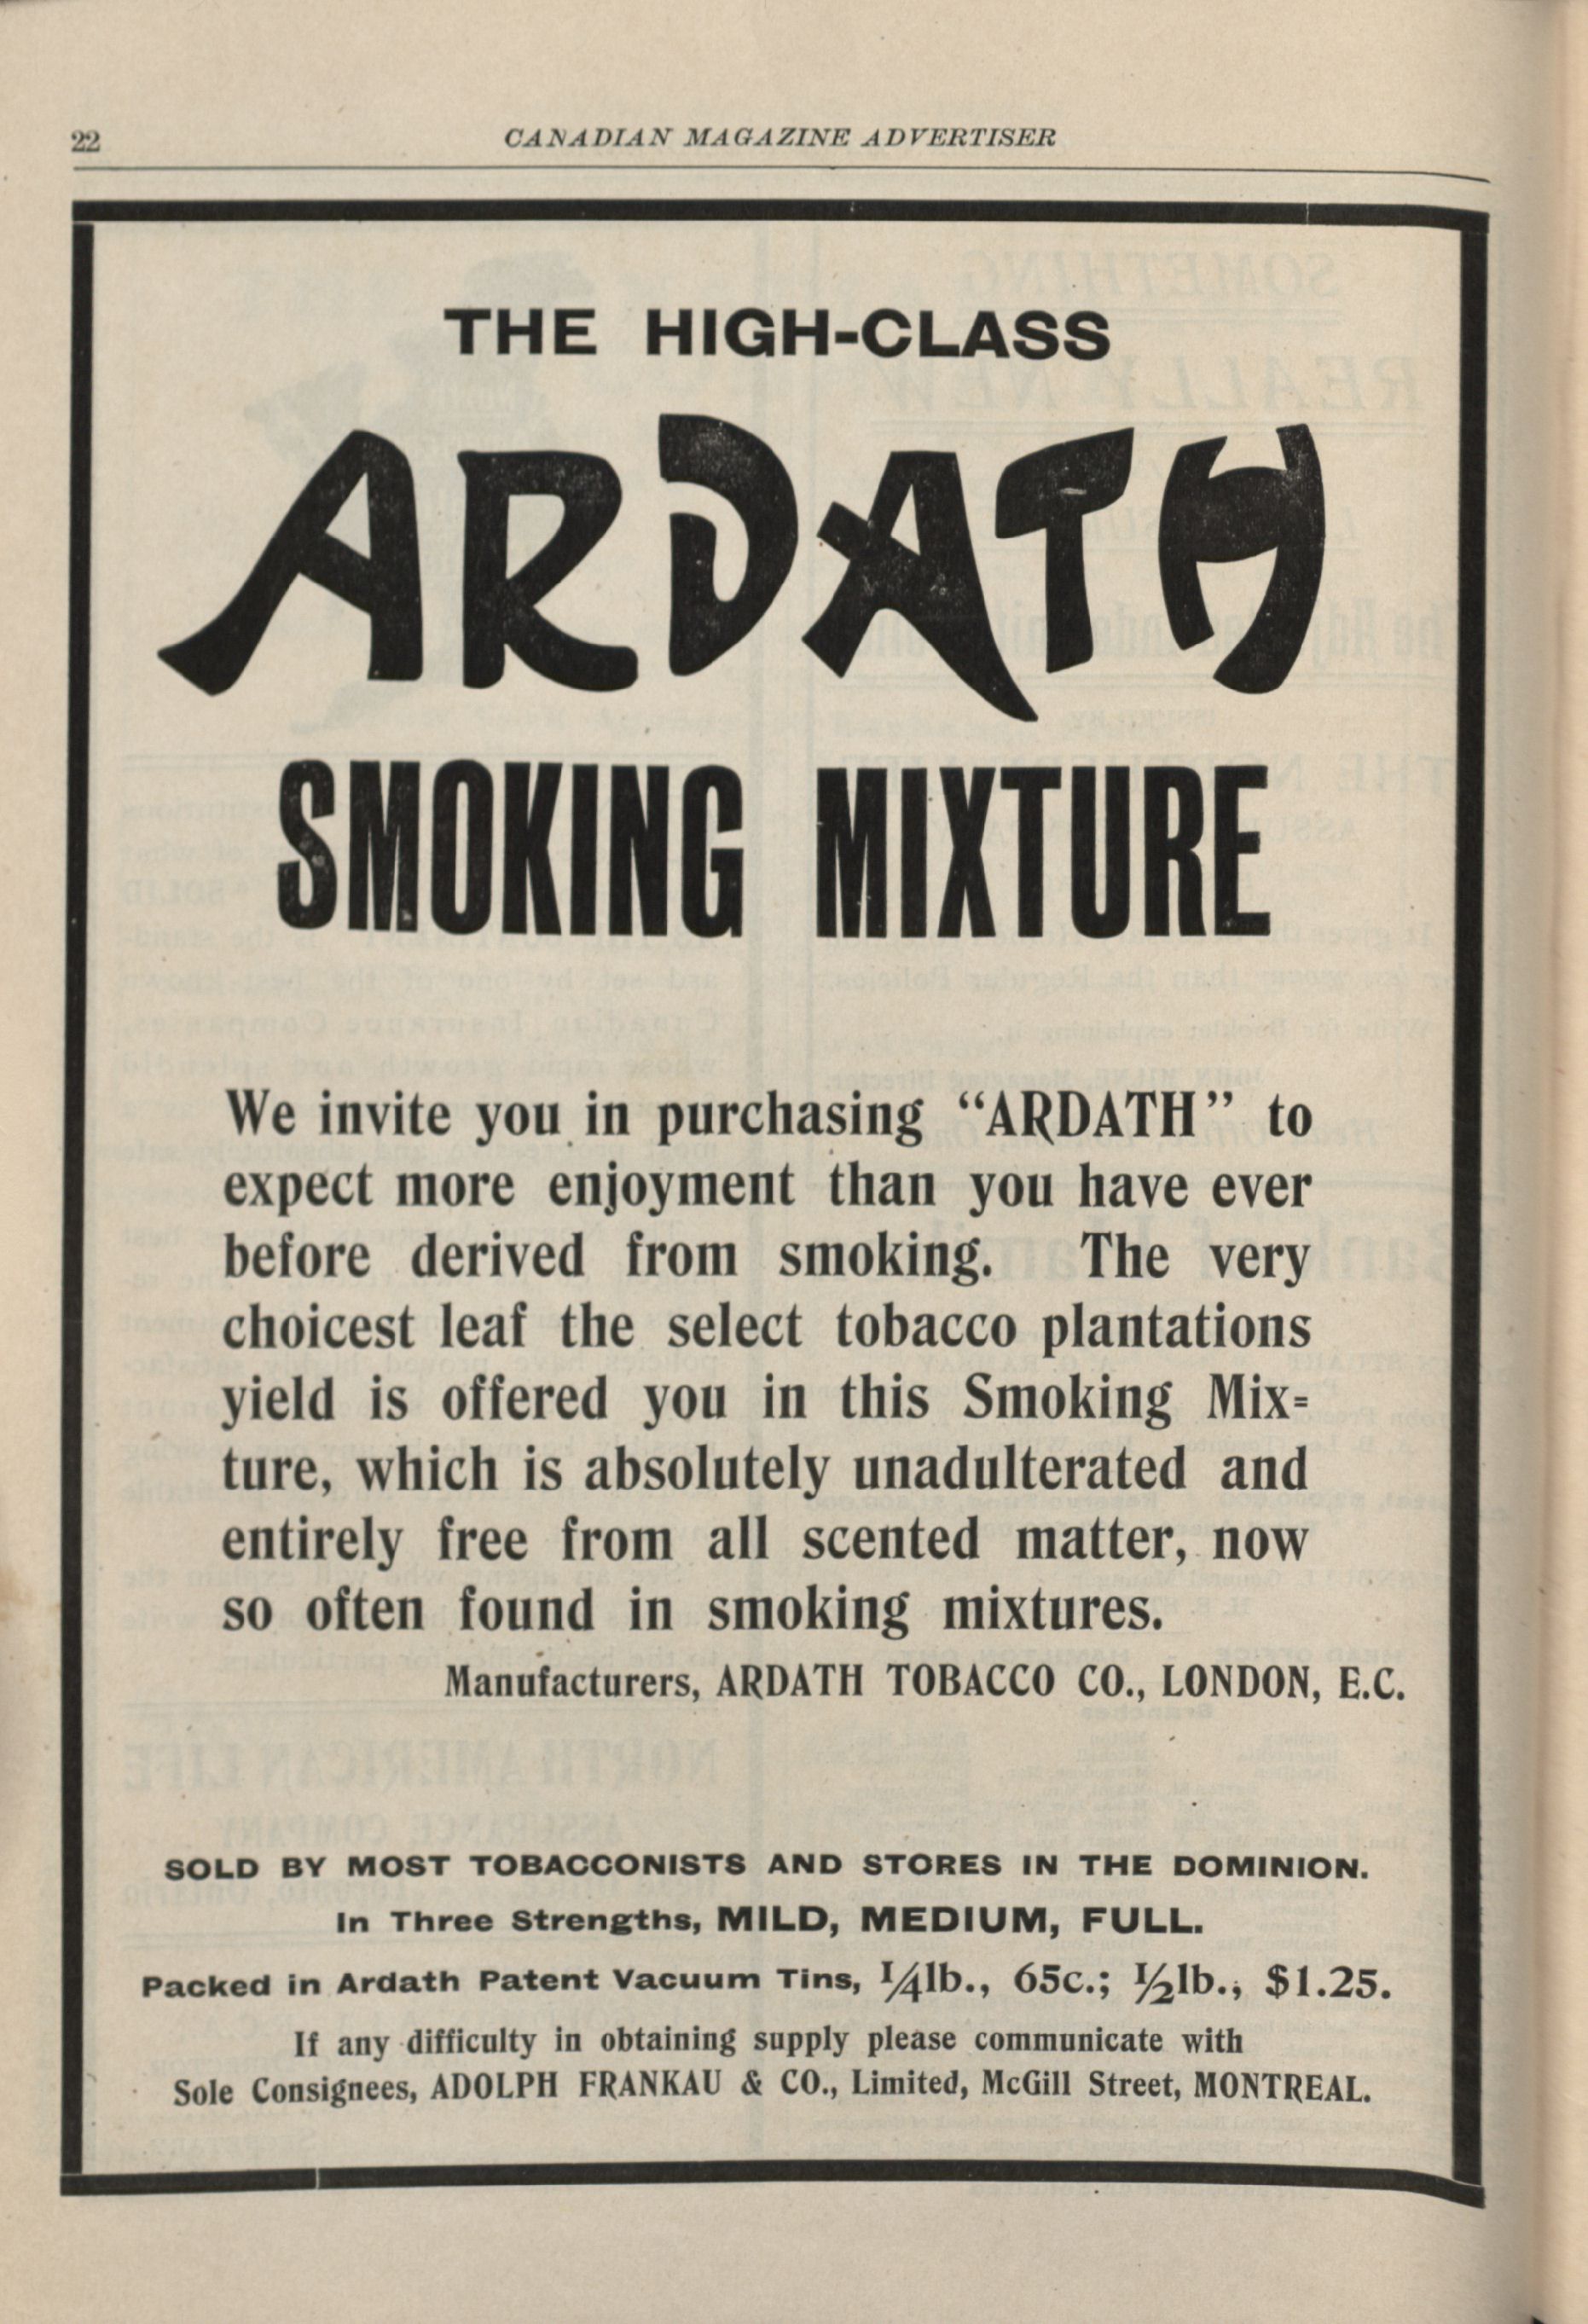 22
CANADIAN MAGAZINE ADVERTISER
THE HIGH-CLASS
ARDATH
SMOKING MIXTURE
We invite you in purchasing “ARDATH” to
expect more enjoyment than you have ever
before derived from smoking. The very
choicest leaf the select tobacco plantations
yield is offered you in this Smoking Mix-
ture, which is absolutely unadulterated and
entirely free from all scented matter, now
so often found in smoking mixtures.
Manufacturers, ARDATH TOBACCO CO., LONDON, E.C.
SOLD BY MOST TOBACCONISTS AND STORES IN THE DOMINION.
In Three Strengths, MILD, MEDIUM, FULL.
Packed in Ardath Patent Vacuum Tins, ¼lb., 65c.; ½lb., $1.25.
If any difficulty in obtaining supply please communicate with
Sole Consignees, ADOLPH FRANKAU & CO., Limited, McGill Street, MONTREAL.